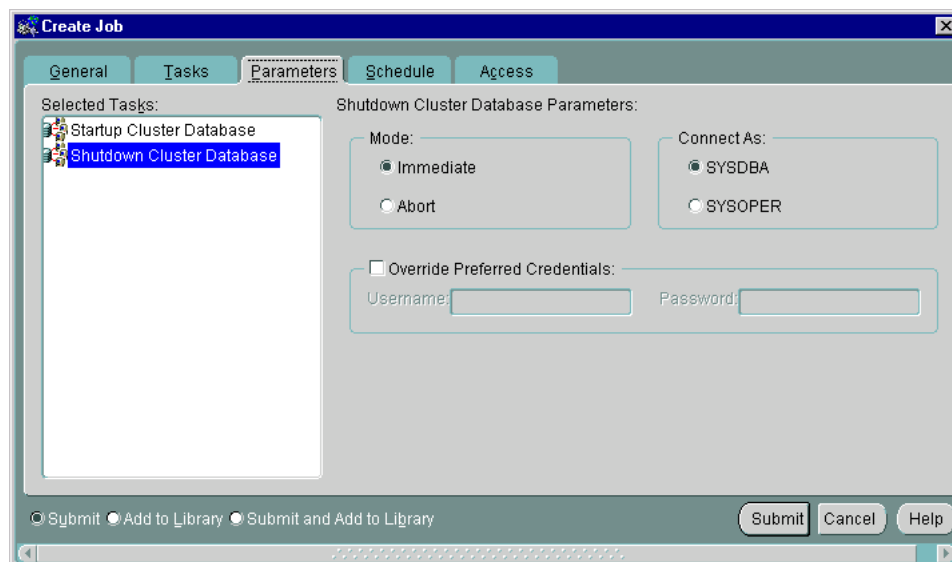 Create Job
General Tasks Parameters Schedule Access
Selected Tasks:
Startup Cluster Database
Shutdown Cluster Database
Shutdown Cluster Database Parameters:
Mode:
Immediate
Abort
Connect As:
SYSDBA
SYSOPER
Override Preferred Credentials:
Username: Password:
Submit Add to Library Submit and Add to Library
Submit Cancel Help